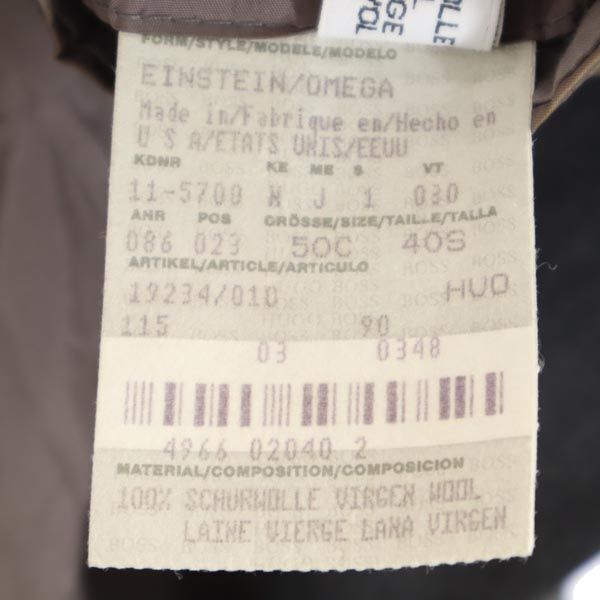 OLLE
RGE
L
VOL
FORM/STYLE/MODELE/MODELO
EINSTEIN/OMEGA
Made in/Fabrique en/Hecho en
U S A/ETATS UNIS/EEUU
KDNR KE ME S VT
11-5700 N J 1 030
ANR POS GRÖSSE/SIZE/TAILLE/TALLA
086 023 50C 40S
ARTIKEL/ARTICLE/ARTICULO
19234/010 HUO
115 90
03 0348
4966 02040 2
MATERIAL/COMPOSITION/COMPOSICION
100% SCHURWOLLE VIRGEN WOOL
LAINE VIERGE LANA VIRGEN